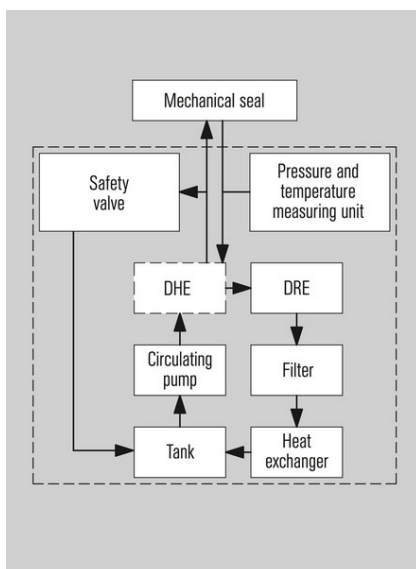 Mechanical seal
Safety
valve
Pressure and
temperature
measuring unit
DHE
DRE
Circulating
pump
Filter
Tank
Heat
exchanger